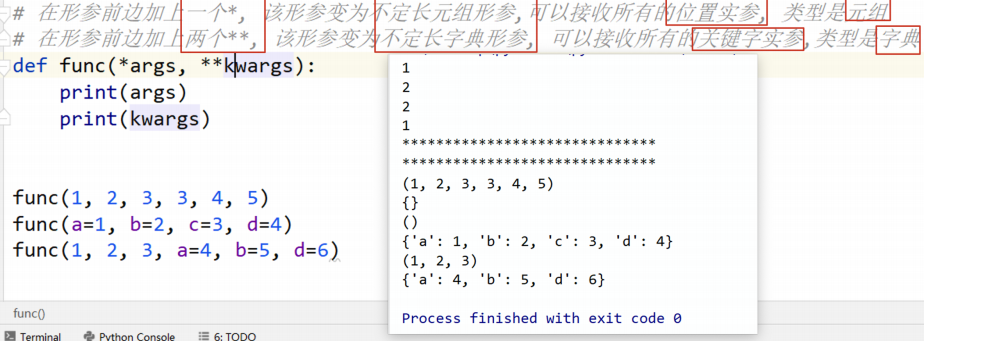 # 在形参前边加上一个*, 该形参变为不定长元组形参,可以接收所有的位置实参, 类型是元组
# 在形参前边加上两个**, 该形参变为不定长字典形参, 可以接收所有的关键字实参,类型是字典
def func(*args, **kwargs):
    print(args)
    print(kwargs)
func(1, 2, 3, 3, 4, 5)
func(a=1, b=2, c=3, d=4)
func(1, 2, 3, a=4, b=5, d=6)
1
2
2
1
******************************
******************************
(1, 2, 3, 3, 4, 5)
{}
()
{'a': 1, 'b': 2, 'c': 3, 'd': 4}
(1, 2, 3)
{'a': 4, 'b': 5, 'd': 6}
Process finished with exit code 0
func()
Terminal Python Console 6: TODO